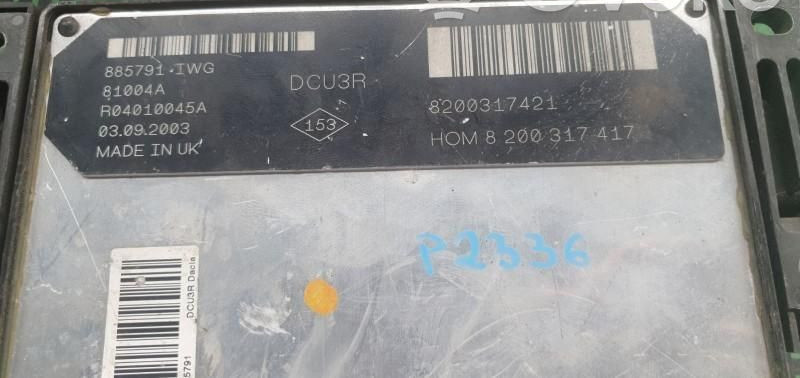 885791 IWG
81004A
R04010045A
03.09.2003
MADE IN UK
DCU3R
153
8200317421
HOM 8 200 317 417
P2336
DCU3R Dacia
5791